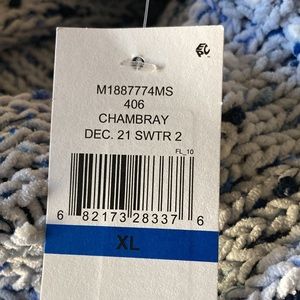 M1887774MS
406
CHAMBRAY
DEC. 21 SWTR 2
FL_10
6 82173 28337 6
XL